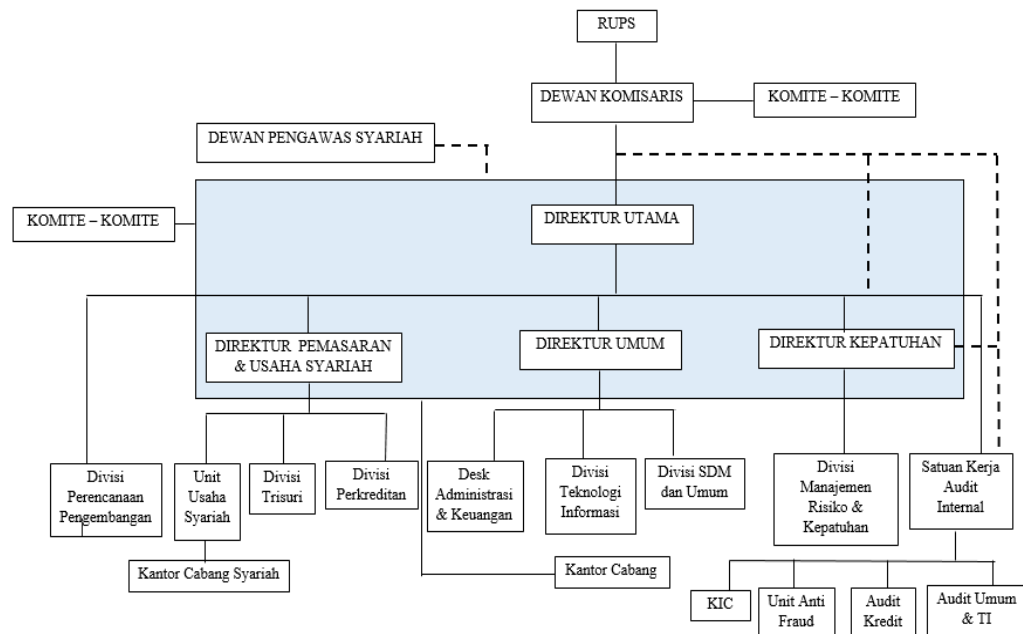 RUPS
DEWAN KOMISARIS
KOMITE – KOMITE
DEWAN PENGAWAS SYARIAH
KOMITE – KOMITE
DIREKTUR UTAMA
DIREKTUR PEMASARAN
& USAHA SYARIAH
DIREKTUR UMUM
DIREKTUR KEPATUHAN
Divisi
Perencanaan
Pengembangan
Unit
Usaha
Syariah
Divisi
Trisuri
Divisi
Perkreditan
Desk
Administrasi
& Keuangan
Divisi
Teknologi
Informasi
Divisi SDM
dan Umum
Divisi
Manajemen
Risiko &
Kepatuhan
Satuan Kerja
Audit
Internal
Kantor Cabang Syariah
Kantor Cabang
KIC
Unit Anti
Fraud
Audit
Kredit
Audit Umum
& TI